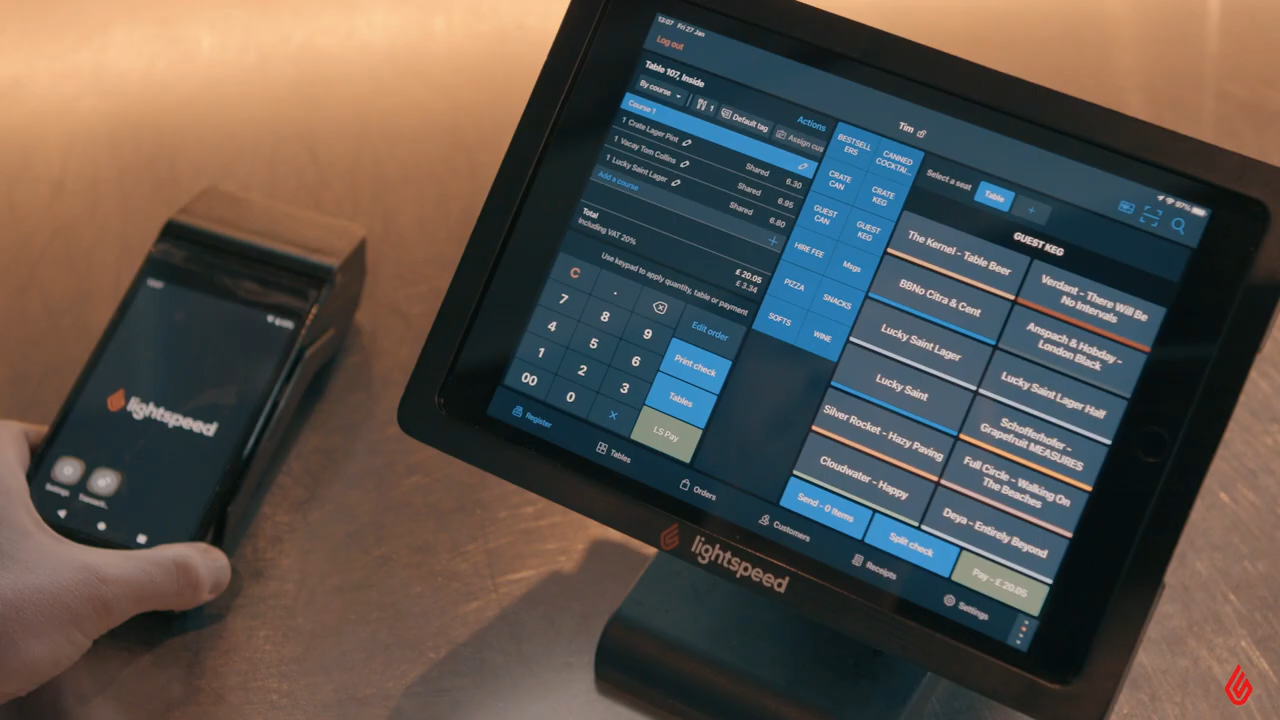 13:07 Fri 27 Jan
97%
Log out
Tim
Table 107, Inside
By course
1
Default tag
Actions
Assign cus
Course 1
1 Crate Lager Pint
Shared 6.30
1 Vacay Tom Collins
Shared 6.95
1 Lucky Saint Lager
Shared 6.80
Add a course
+
Total
£ 20.05
Including VAT 20%
£ 3.34
Use keypad to apply quantity, table or payment
C . 
7 8 9 Edit order
4 5 6 Print check
1 2 3 Tables
00 0 × LS Pay
BESTSELL
ERS
CANNED
COCKTAI...
CRATE
CAN
CRATE
KEG
GUEST
CAN
GUEST
KEG
HIRE FEE
Msgs
PIZZA
SNACKS
SOFTS
WINE
Select a seat
Table
+
GUEST KEG
The Kernel - Table Beer
Verdant - There Will Be
No Intervals
BBNo Citra & Cent
Anspach & Hobday -
London Black
Lucky Saint Lager
Lucky Saint Lager Half
Lucky Saint
Schofferhofer -
Grapefruit MEASURES
Silver Rocket - Hazy Paving
Full Circle - Walking On
The Beaches
Cloudwater - Happy
Deya - Entirely Beyond
Send - 0 Items
Split check
Pay - £ 20.05
Register
Tables
Orders
Customers
Receipts
Settings
lightspeed
lightspeed
Settings